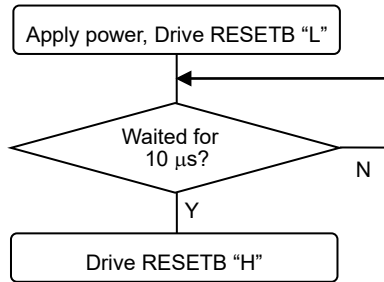 Apply power, Drive RESETB “L”
Waited for
10 μs?
N
Y
Drive RESETB “H”